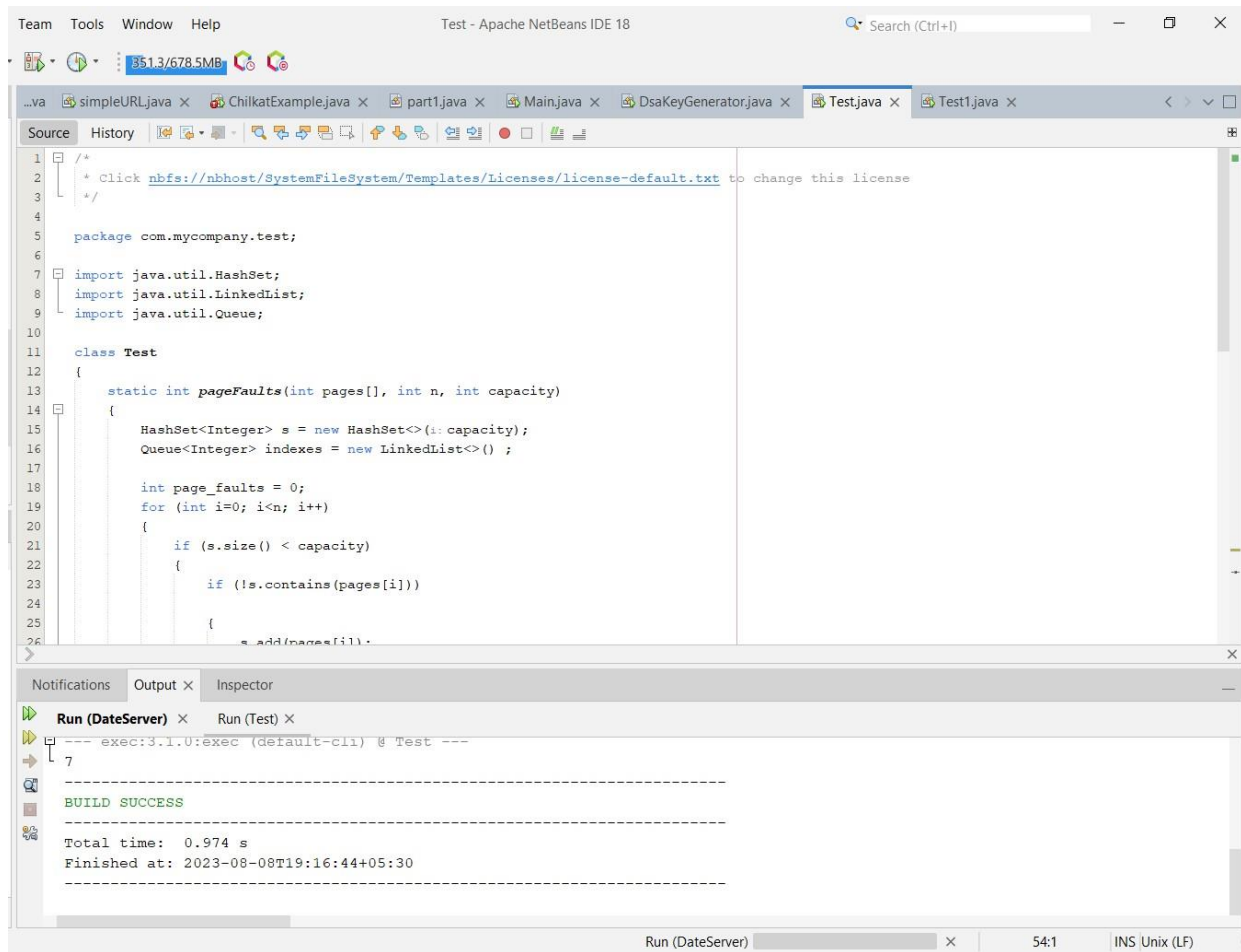 Team Tools Window Help Test - Apache NetBeans IDE 18 Search (Ctrl+I)
351.3/678.5MB
...va simpleURL.java ChilkatExample.java part1.java Main.java DsaKeyGenerator.java Test.java Test1.java
Source History
1 /*
2 * Click nbfs://nbhost/SystemFileSystem/Templates/Licenses/license-default.txt to change this license
3 */
4
5 package com.mycompany.test;
6
7 import java.util.HashSet;
8 import java.util.LinkedList;
9 import java.util.Queue;
10
11 class Test
12 {
13 static int pageFaults(int pages[], int n, int capacity)
14 {
15 HashSet<Integer> s = new HashSet<>(i: capacity);
16 Queue<Integer> indexes = new LinkedList<>() ;
17
18 int page_faults = 0;
19 for (int i=0; i<n; i++)
20 {
21 if (s.size() < capacity)
22 {
23 if (!s.contains(pages[i]))
24
25 {
26 s.add(pages[i]);
Notifications Output Inspector
Run (DateServer) Run (Test)
--- exec:3.1.0:exec (default-cli) @ Test ---
7
------------------------------------------------------------------------
BUILD SUCCESS
------------------------------------------------------------------------
Total time: 0.974 s
Finished at: 2023-08-08T19:16:44+05:30
------------------------------------------------------------------------
Run (DateServer) 54:1 INS Unix (LF)